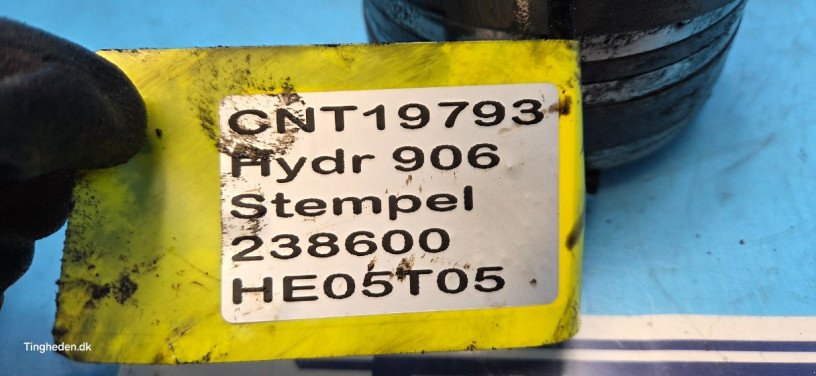 CNT19793
Hydr 906
Stempel
238600
HE05T05
Tingheden.dk